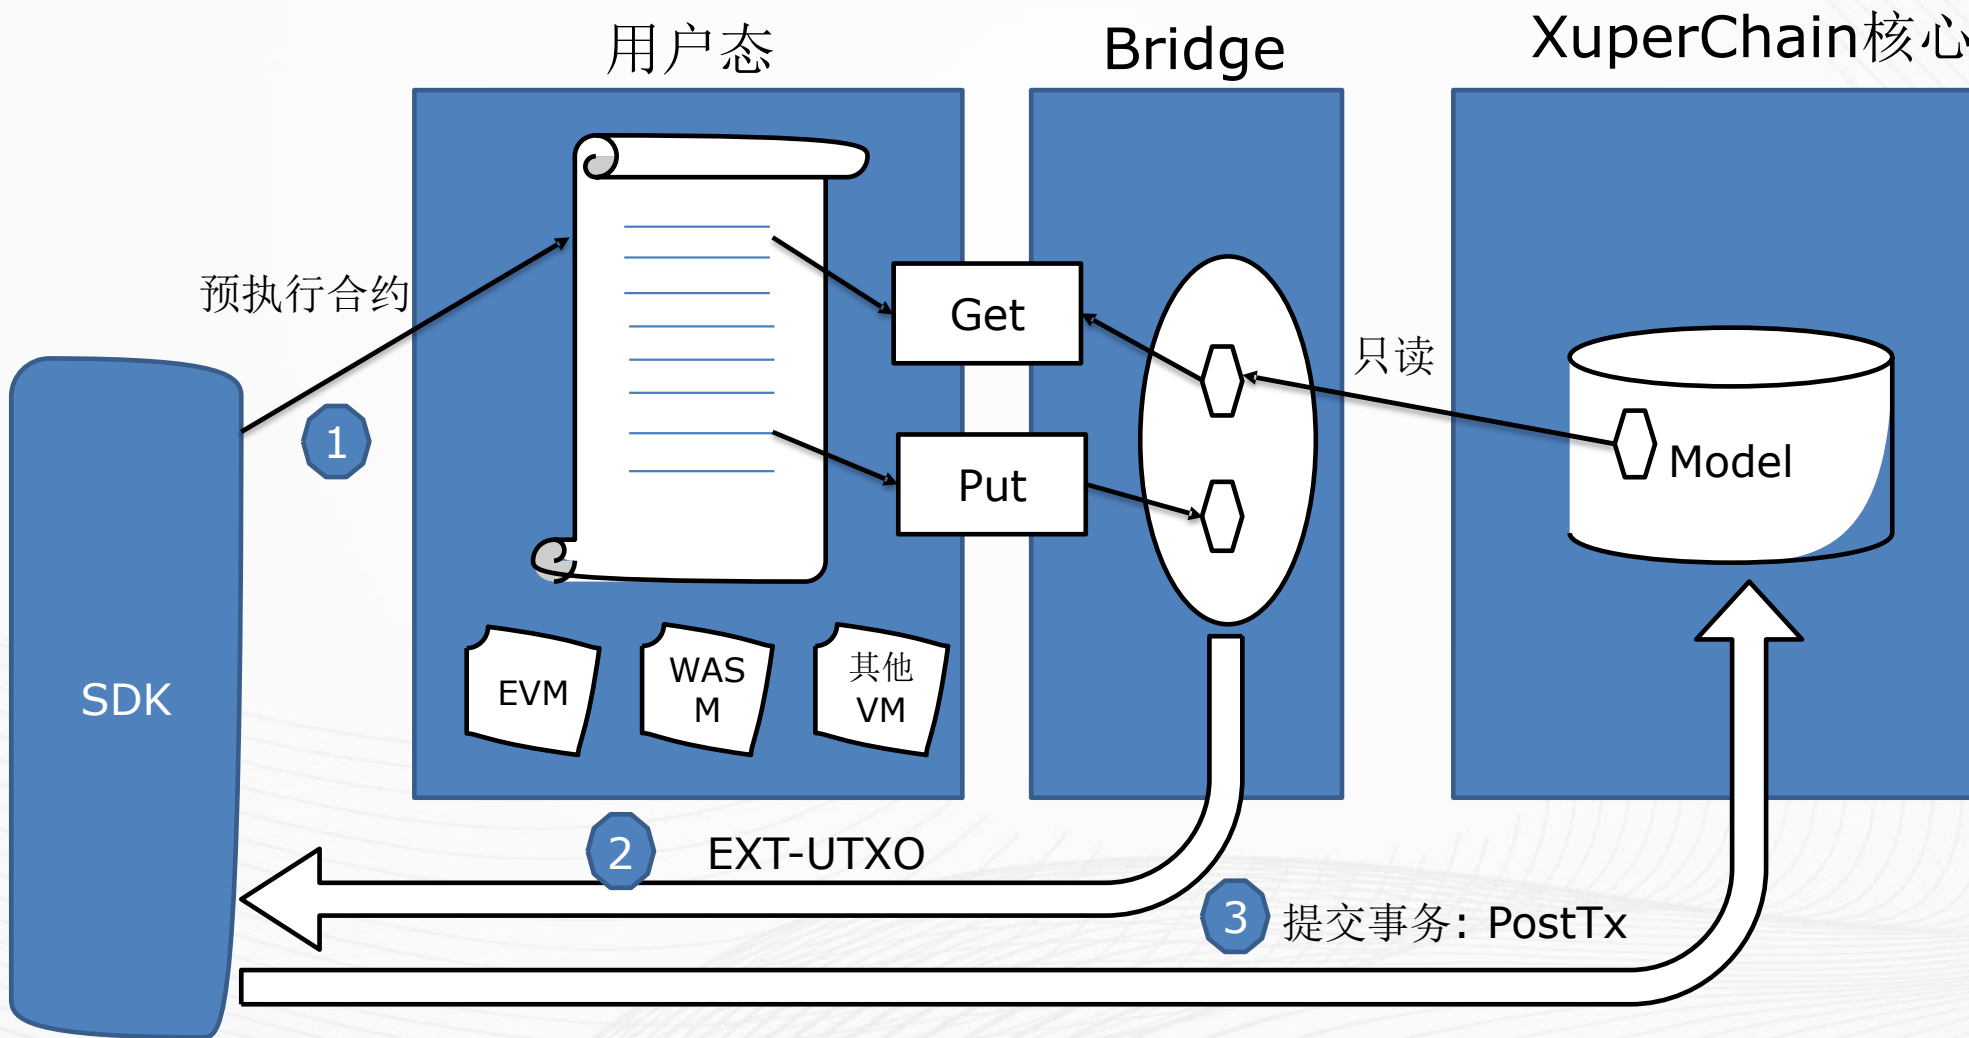 用户态
Bridge
XuperChain核心
预执行合约
Get
只读
1
Put
Model
SDK
EVM
WAS
M
其他
VM
2
EXT-UTXO
3
提交事务: PostTx